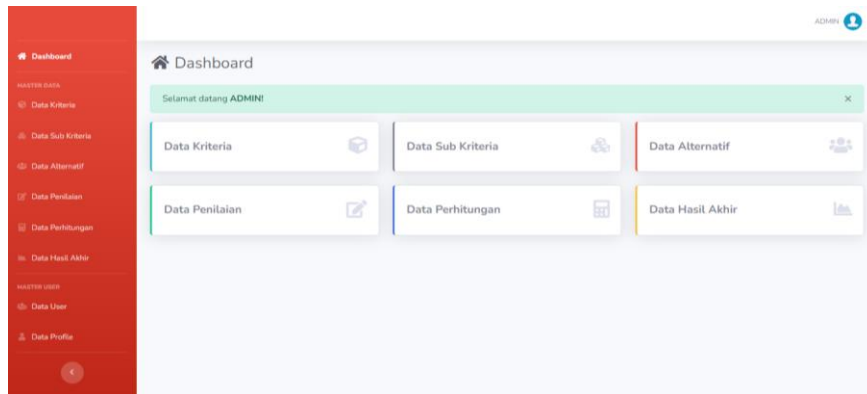 ADMIN
Dashboard
MASTER DATA
Data Kriteria
Data Sub Kriteria
Data Alternatif
Data Penilaian
Data Perhitungan
Data Hasil Akhir
MASTER USER
Data User
Data Profile
Dashboard
Selamat datang ADMIN!
Data Kriteria
Data Sub Kriteria
Data Alternatif
Data Penilaian
Data Perhitungan
Data Hasil Akhir